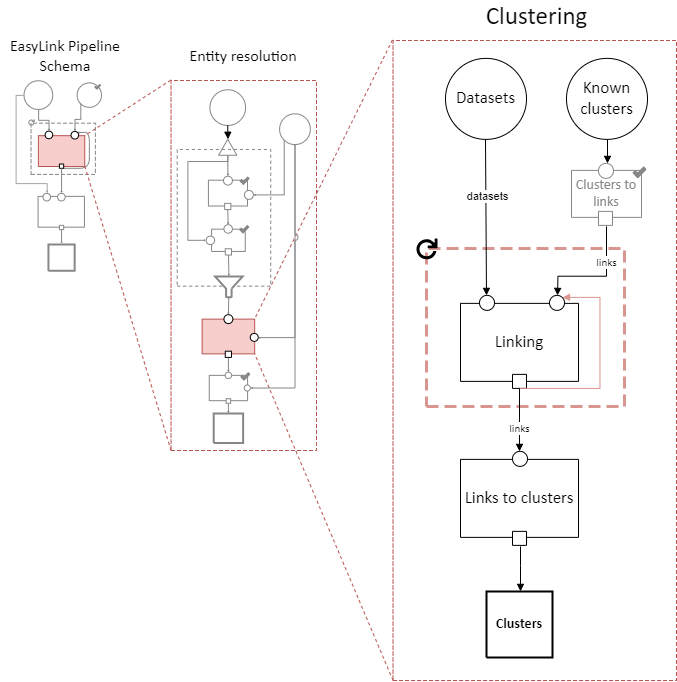 EasyLink Pipeline
Schema
Entity resolution
Clustering
Datasets
Known
clusters
Clusters to
links
datasets
links
Linking
links
Links to clusters
Clusters